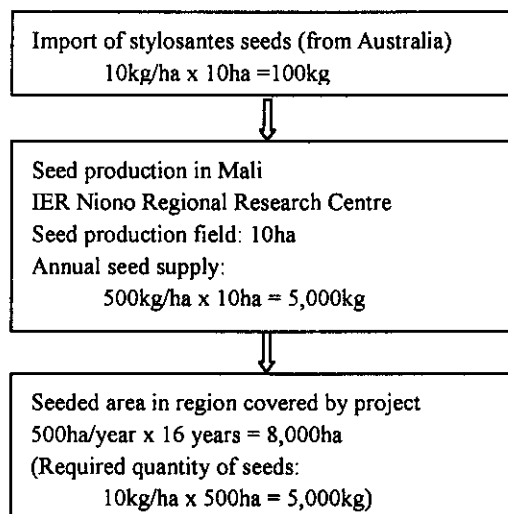 Import of stylosantes seeds (from Australia)
10kg/ha x 10ha =100kg
Seed production in Mali
IER Niono Regional Research Centre
Seed production field: 10ha
Annual seed supply:
500kg/ha x 10ha = 5,000kg
Seeded area in region covered by project
500ha/year x 16 years = 8,000ha
(Required quantity of seeds:
10kg/ha x 500ha = 5,000kg)